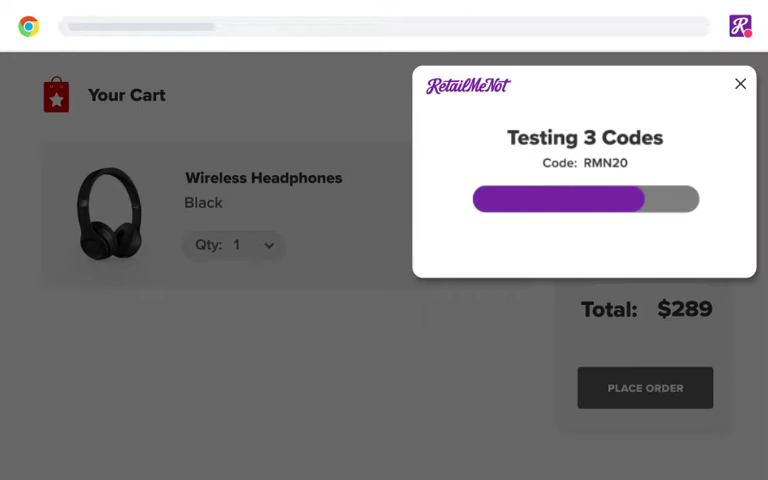 Your Cart
Wireless Headphones
Black
Qty: 1
RetailMeNot
Testing 3 Codes
Code: RMN20
Total: $289
PLACE ORDER